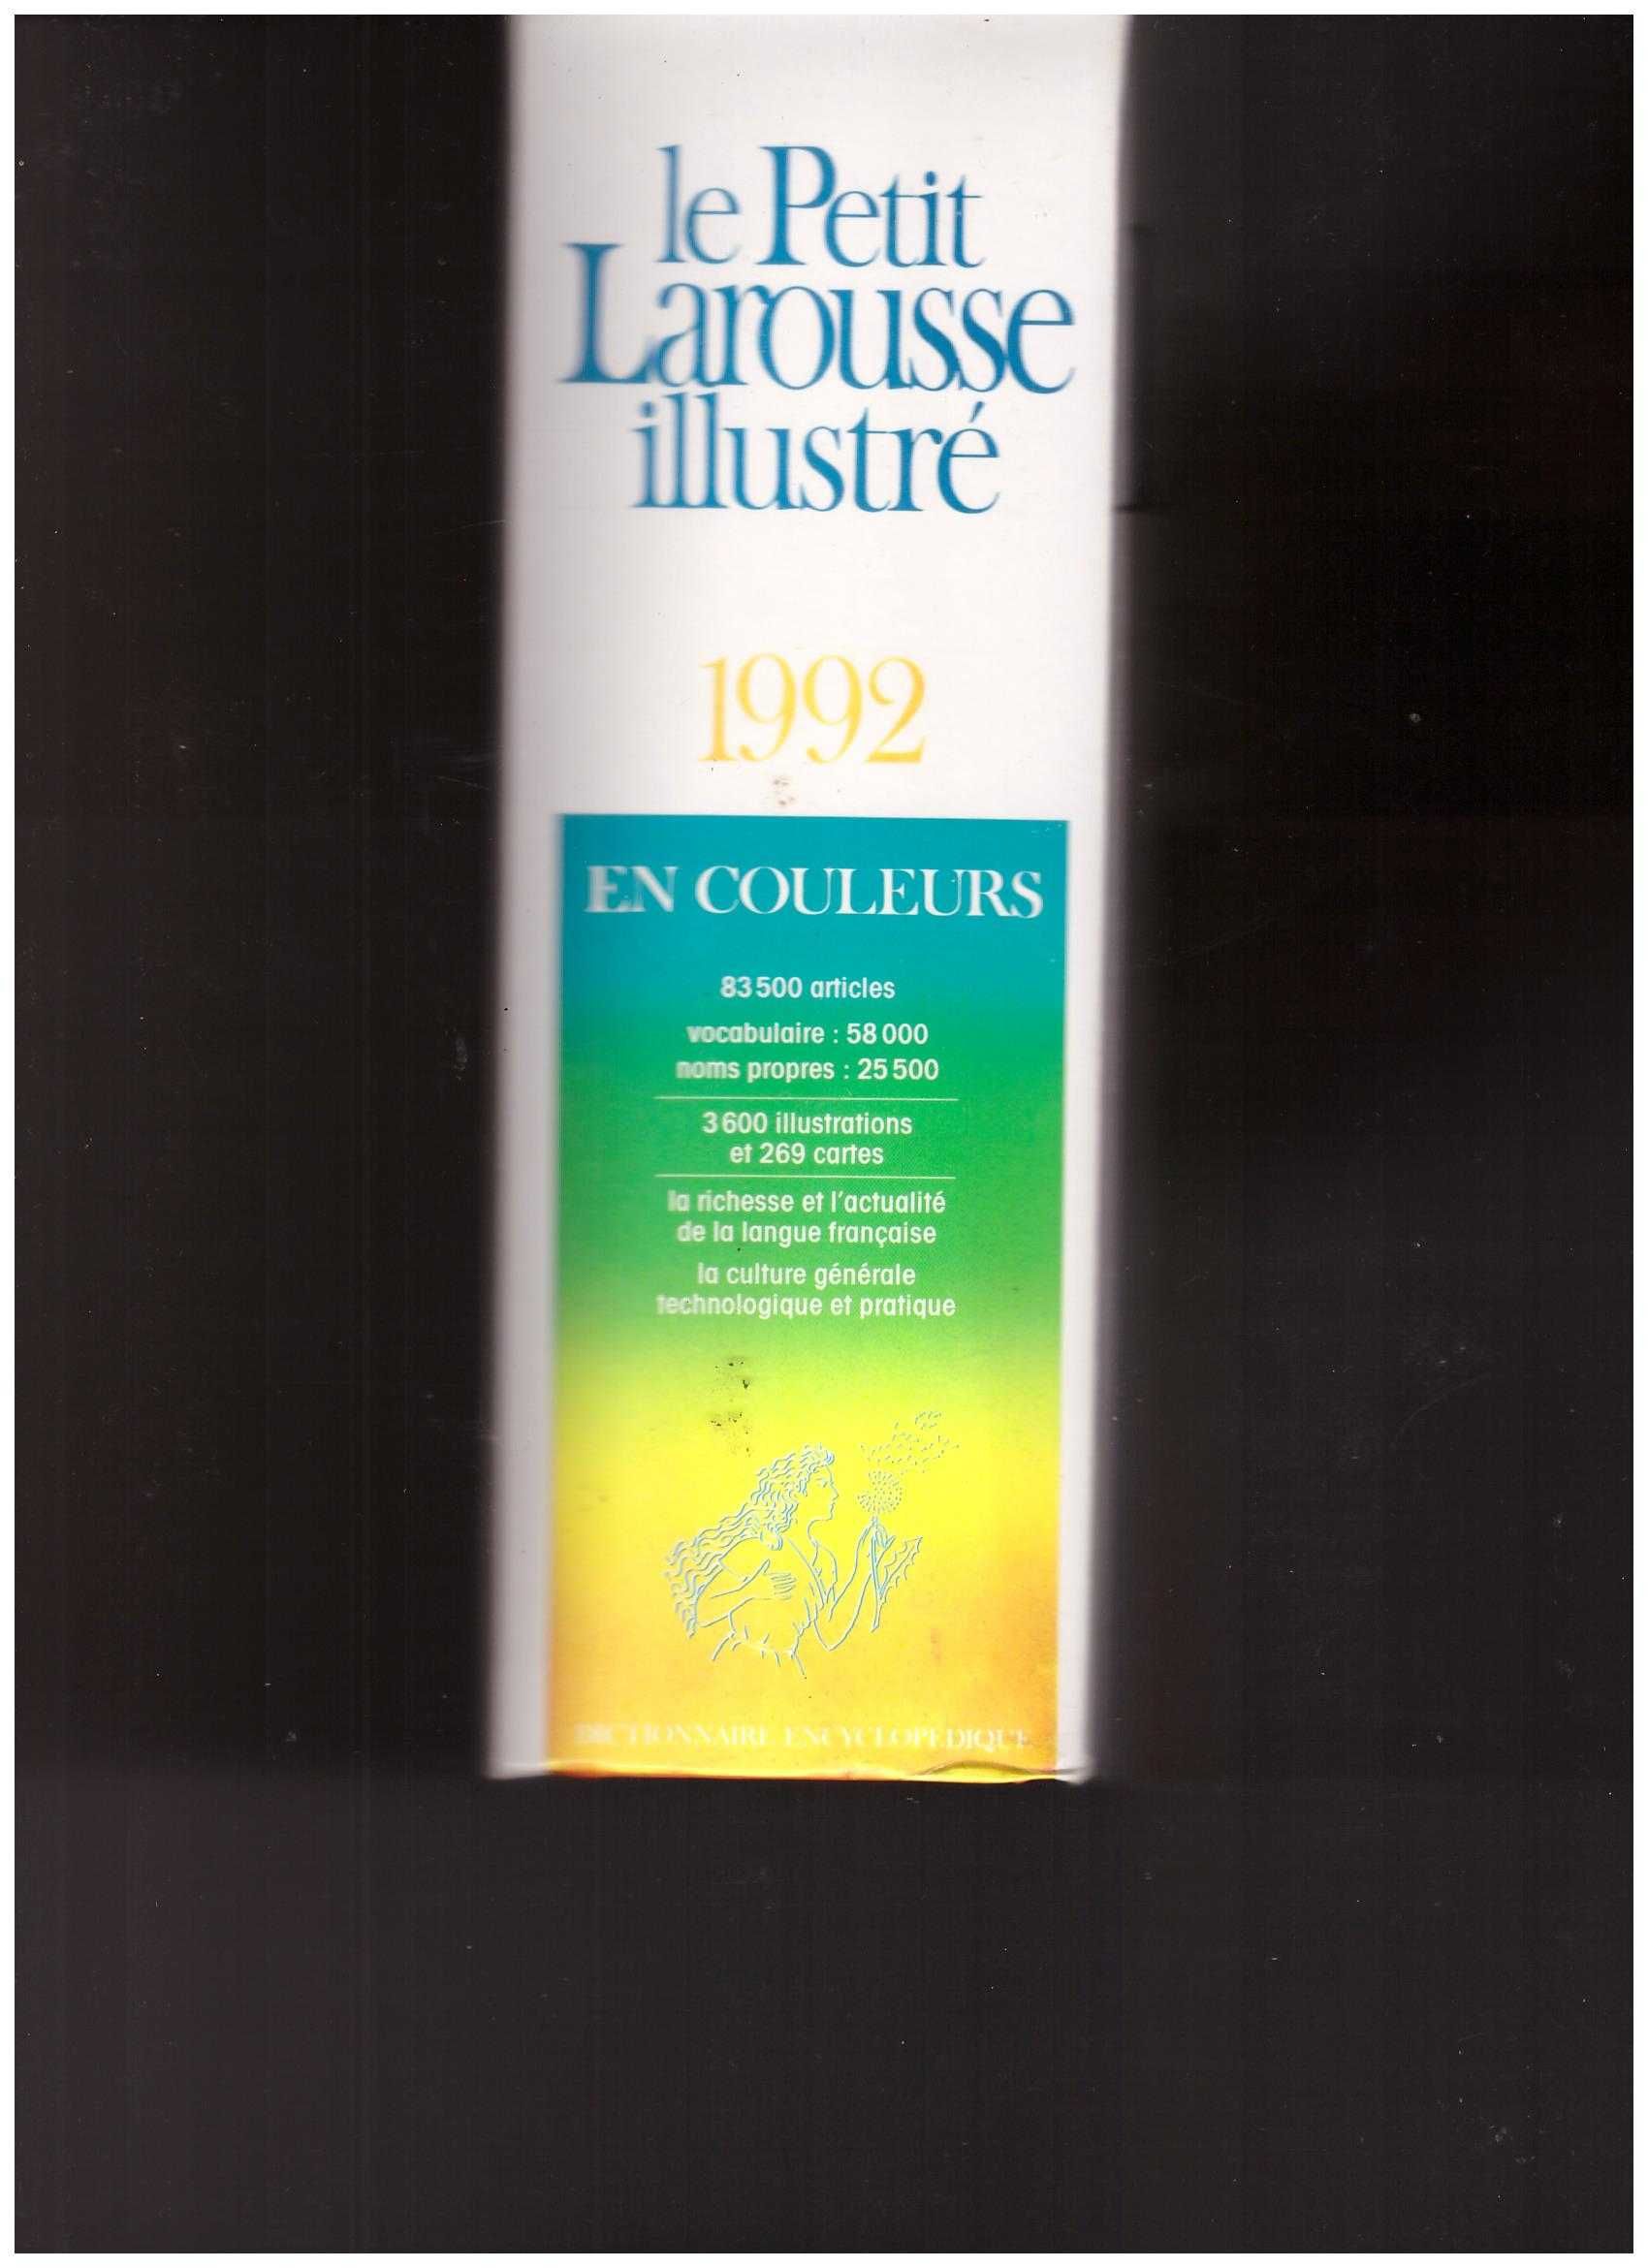 le Petit
Larousse
illustré
1992
EN COULEURS
83 500 articles
vocabulaire : 58 000
noms propres : 25 500
3 600 illustrations
et 269 cartes
la richesse et l'actualité
de la langue française
la culture générale
technologique et pratique
DICTIONNAIRE ENCYCLOPÉDIQUE